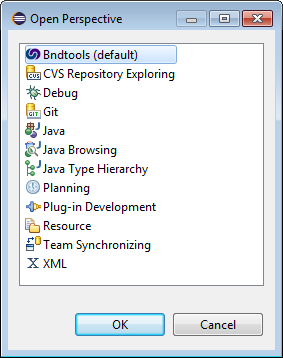 Open Perspective
Bndtools (default)
CVS Repository Exploring
Debug
Git
Java
Java Browsing
Java Type Hierarchy
Planning
Plug-in Development
Resource
Team Synchronizing
XML
OK
Cancel